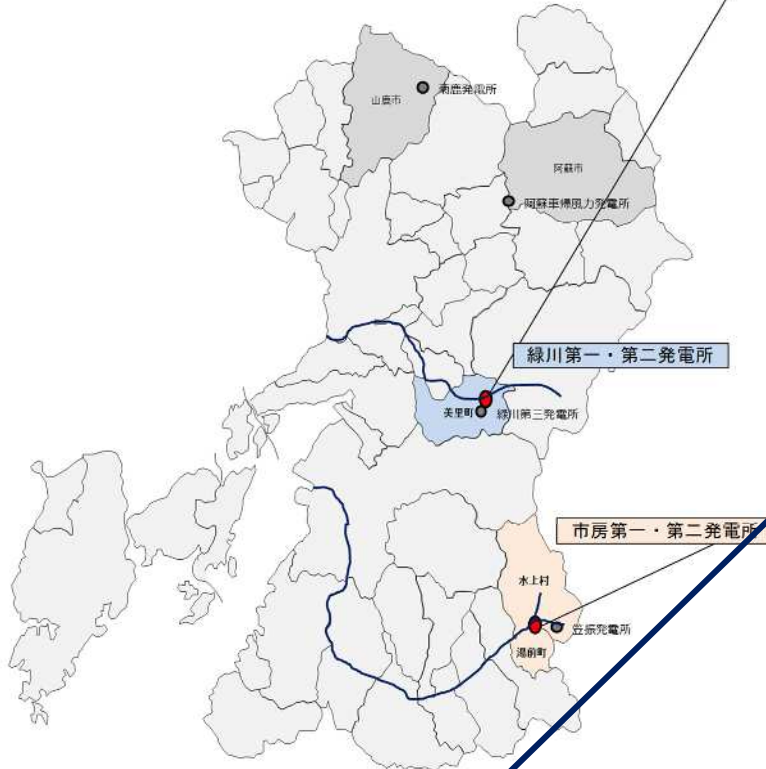 菊鹿発電所
山鹿市
阿蘇市
阿蘇車帰風力発電所
緑川第一・第二発電所
美里町
緑川第三発電所
市房第一・第二発電所
水上村
笠振発電所
湯前町